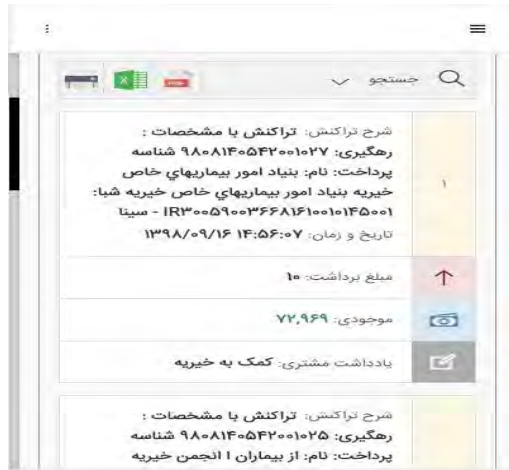 جستجو
شرح تراکنش: تراکنش با مشخصات :
رهگیری: ۹۸۰۸۱۴۰۵۴۲۰۰۱۰۲۷ شناسه
پرداخت: نام: بنیاد امور بیماریهاي خاص
خیریه بنیاد امور بیماریهاي خاص خیریه شبا:
IR۳۰۰۵۹۰۰۳۶۶۸۱۶۱۰۰۱۰۱۴۵۰۰۱ - سینا
تاریخ و زمان: ۱۳۹۸/۰۹/۱۶ ۱۴:۵۶:۰۷
۱
مبلغ برداشت: ۱۰
موجودی: ۷۲,۹۶۹
یادداشت مشتری: کمک به خیریه
شرح تراکنش: تراکنش با مشخصات :
رهگیری: ۹۸۰۸۱۴۰۵۴۲۰۰۱۰۲۵ شناسه
پرداخت: نام: از بیماران ا انجمن خیریه